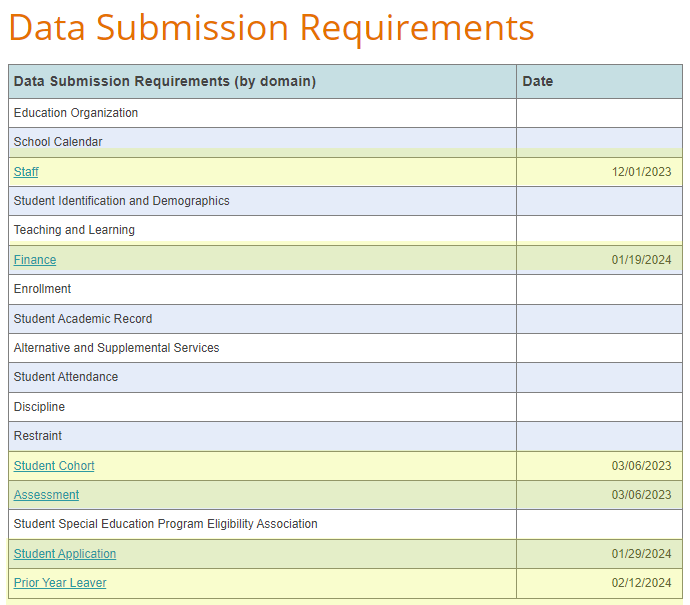 Data Submission Requirements
Data Submission Requirements (by domain) Date
Education Organization
School Calendar
Staff 12/01/2023
Student Identification and Demographics
Teaching and Learning
Finance 01/19/2024
Enrollment
Student Academic Record
Alternative and Supplemental Services
Student Attendance
Discipline
Restraint
Student Cohort 03/06/2023
Assessment 03/06/2023
Student Special Education Program Eligibility Association
Student Application 01/29/2024
Prior Year Leaver 02/12/2024